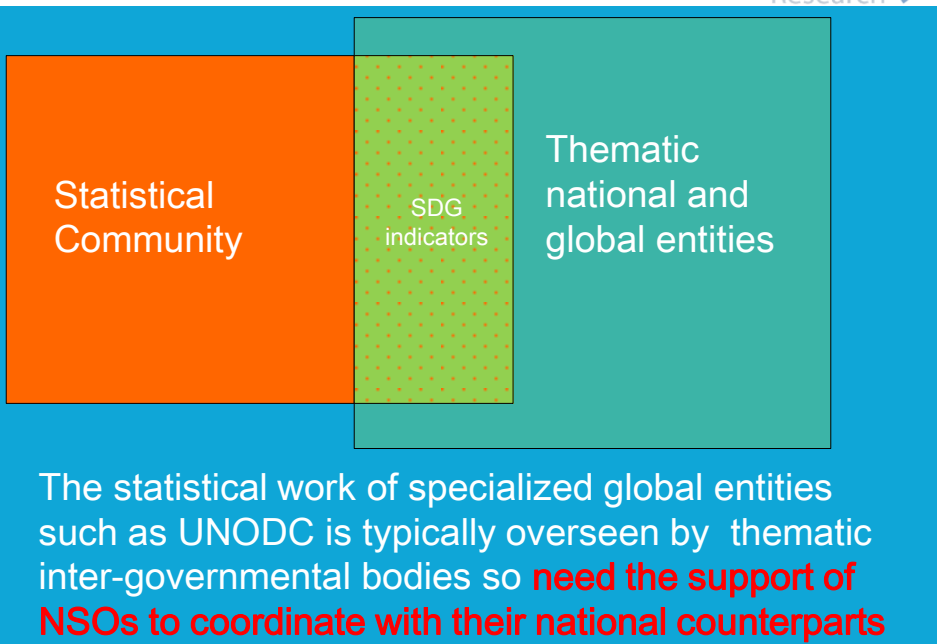 Statistical
Community
SDG
indicators
Thematic
national and
global entities
The statistical work of specialized global entities
such as UNODC is typically overseen by thematic
inter-governmental bodies so need the support of
NSOs to coordinate with their national counterparts